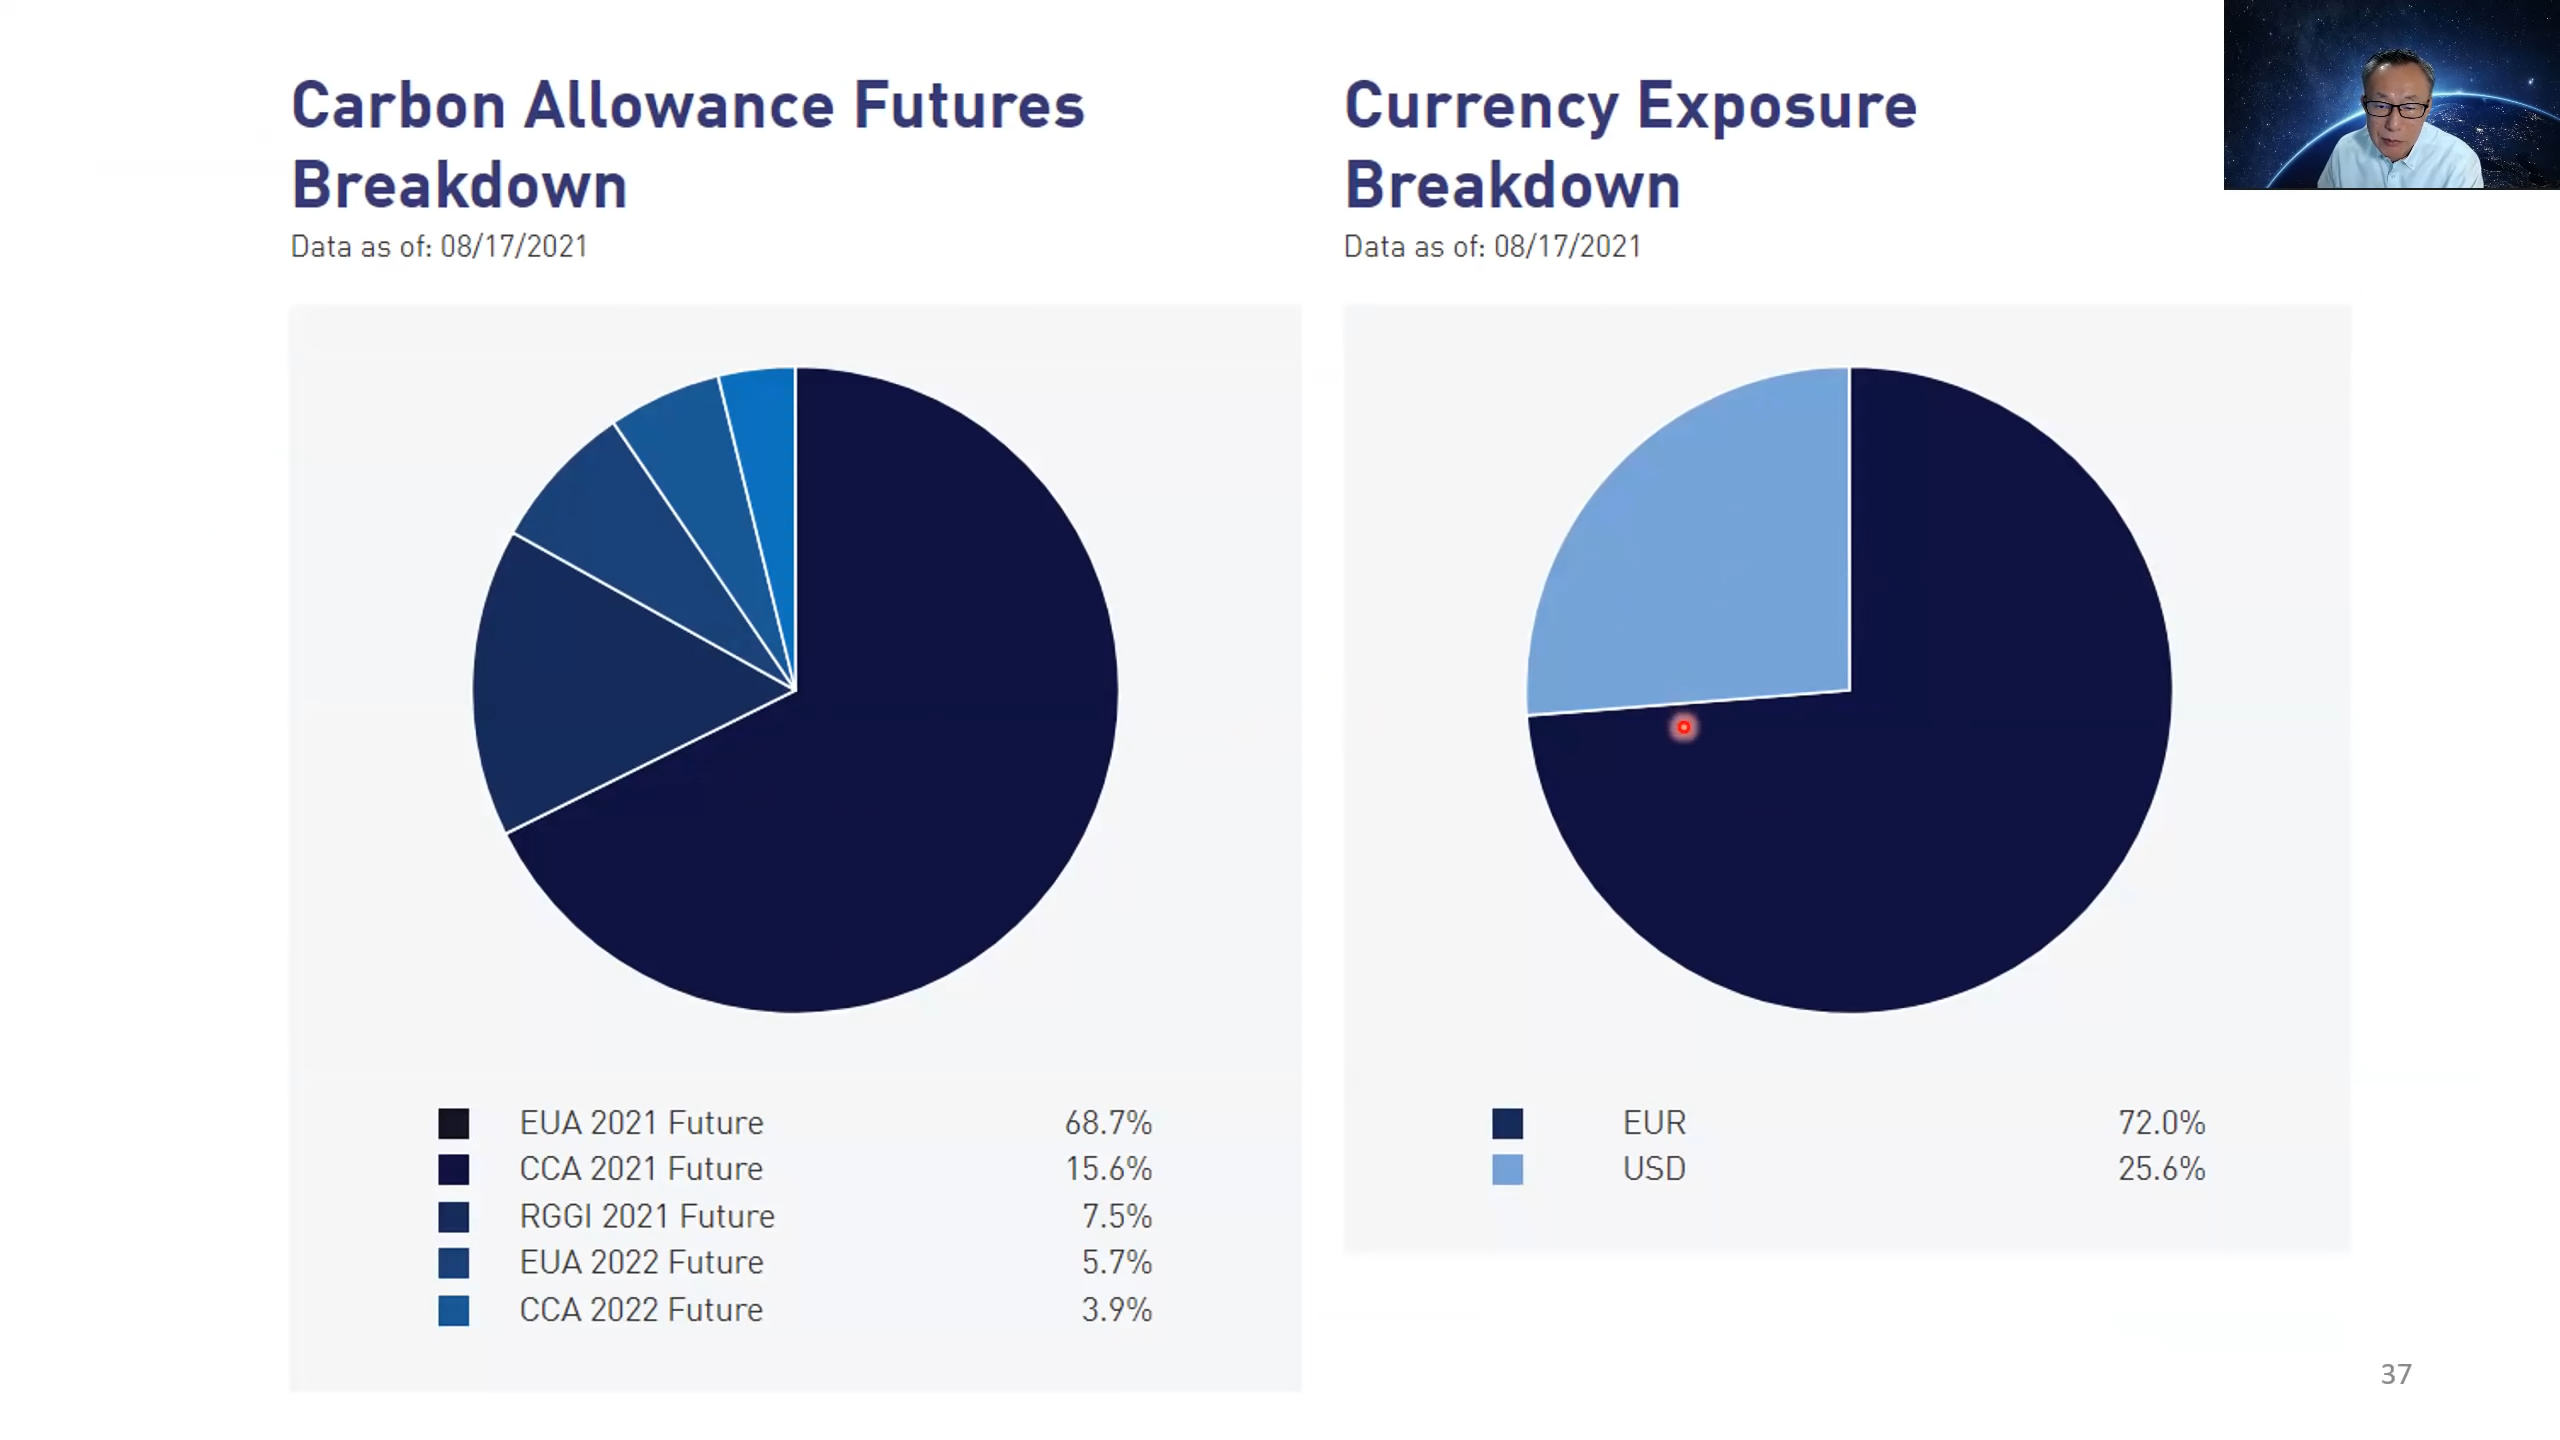 Carbon Allowance Futures
Breakdown
Data as of: 08/17/2021
EUA 2021 Future 68.7%
CCA 2021 Future 15.6%
RGGI 2021 Future 7.5%
EUA 2022 Future 5.7%
CCA 2022 Future 3.9%
Currency Exposure
Breakdown
Data as of: 08/17/2021
EUR 72.0%
USD 25.6%
37